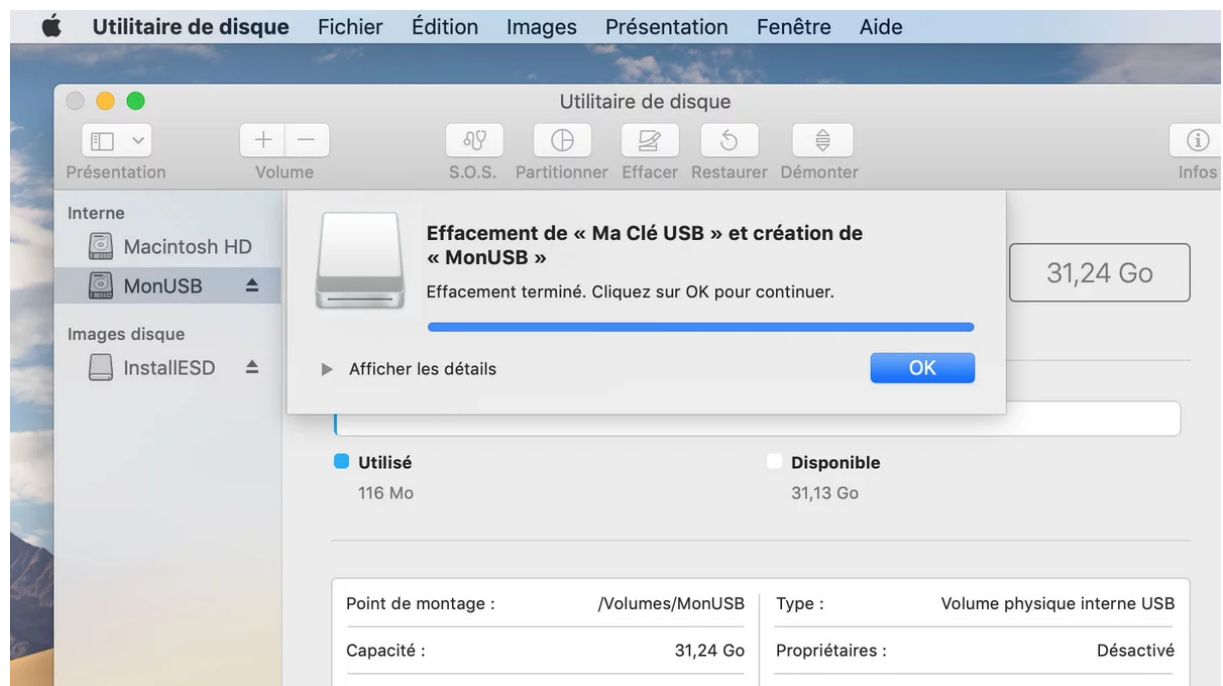 Utilitaire de disque Fichier Édition Images Présentation Fenêtre Aide
Utilitaire de disque
Présentation Volume S.O.S. Partitionner Effacer Restaurer Démonter Infos
Interne
Macintosh HD
MonUSB
Images disque
InstallESD
Effacement de « Ma Clé USB » et création de
« MonUSB »
Effacement terminé. Cliquez sur OK pour continuer.
Afficher les détails
OK
31,24 Go
Utilisé
116 Mo
Disponible
31,13 Go
Point de montage : /Volumes/MonUSB
Type : Volume physique interne USB
Capacité : 31,24 Go
Propriétaires : Désactivé